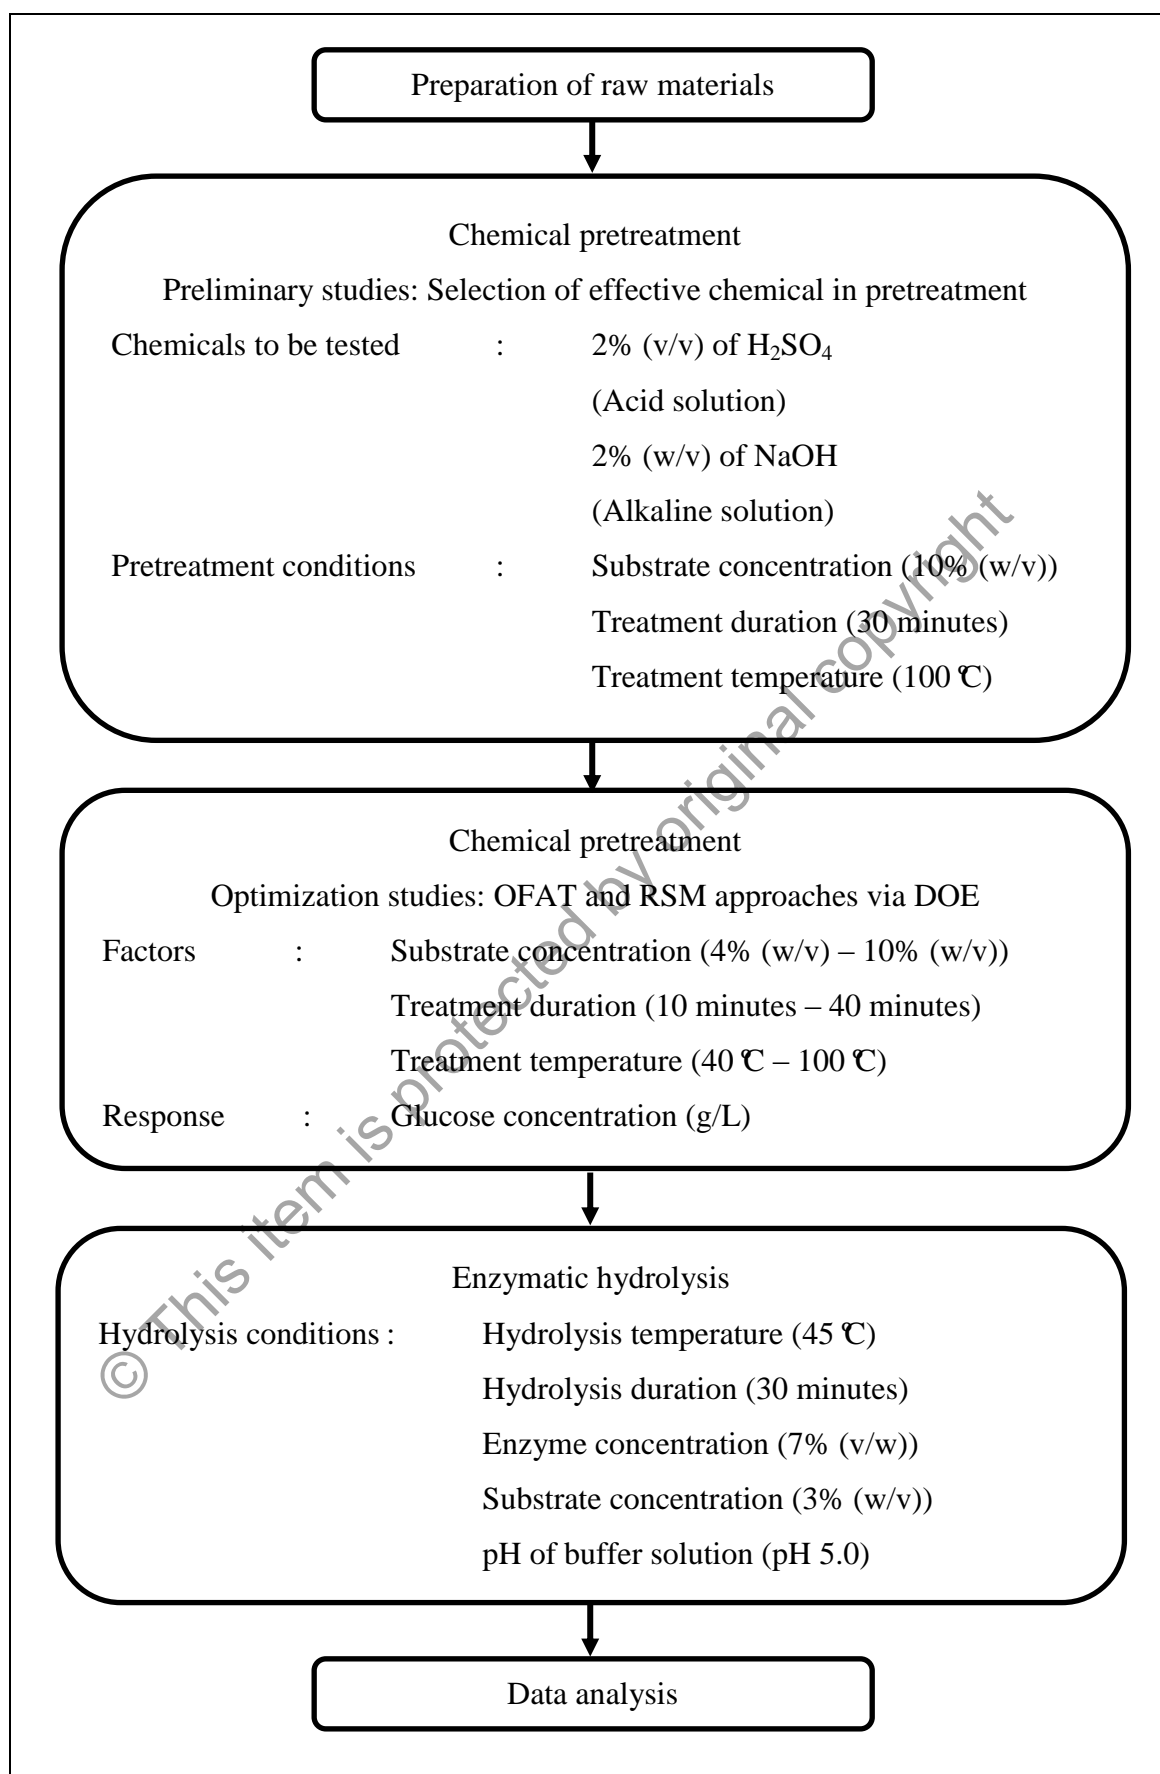 Preparation of raw materials
Chemical pretreatment
Preliminary studies: Selection of effective chemical in pretreatment
Chemicals to be tested : 2% (v/v) of H₂SO₄
(Acid solution)
2% (w/v) of NaOH
(Alkaline solution)
Pretreatment conditions : Substrate concentration (10% (w/v))
Treatment duration (30 minutes)
Treatment temperature (100 ℃)
Chemical pretreatment
Optimization studies: OFAT and RSM approaches via DOE
Factors : Substrate concentration (4% (w/v) – 10% (w/v))
Treatment duration (10 minutes – 40 minutes)
Treatment temperature (40 ℃ – 100 ℃)
Response : Glucose concentration (g/L)
Enzymatic hydrolysis
Hydrolysis conditions : Hydrolysis temperature (45 ℃)
Hydrolysis duration (30 minutes)
Enzyme concentration (7% (v/w))
Substrate concentration (3% (w/v))
pH of buffer solution (pH 5.0)
Data analysis
© This item is protected by original copyright